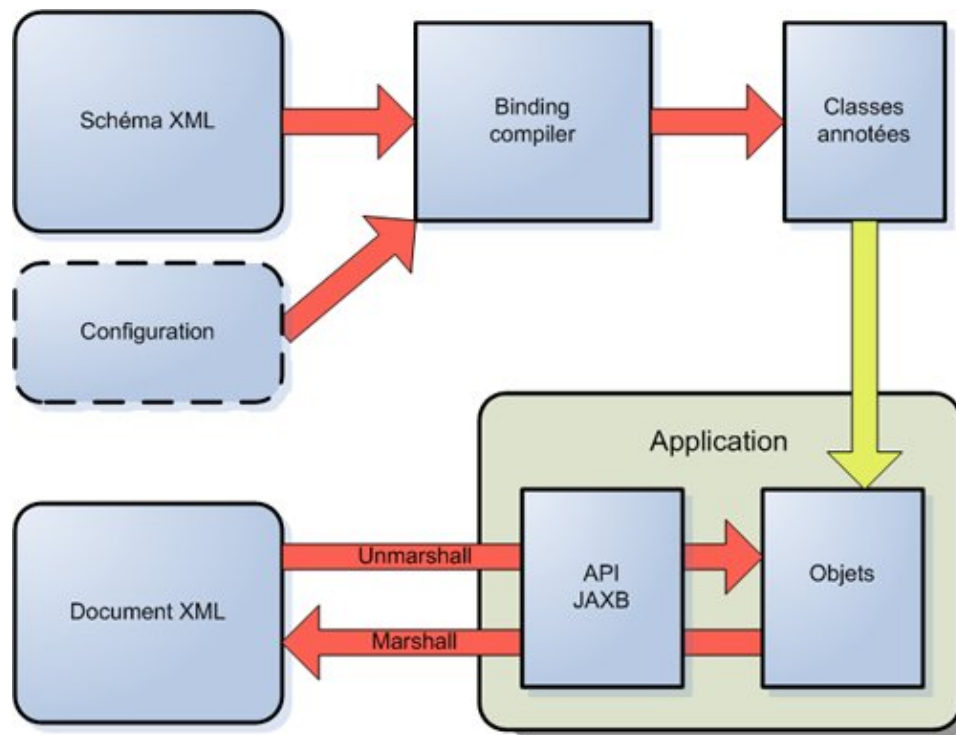 Schéma XML
Binding
compiler
Classes
annotées
Configuration
Application
Unmarshall
API
JAXB
Objets
Document XML
Marshall